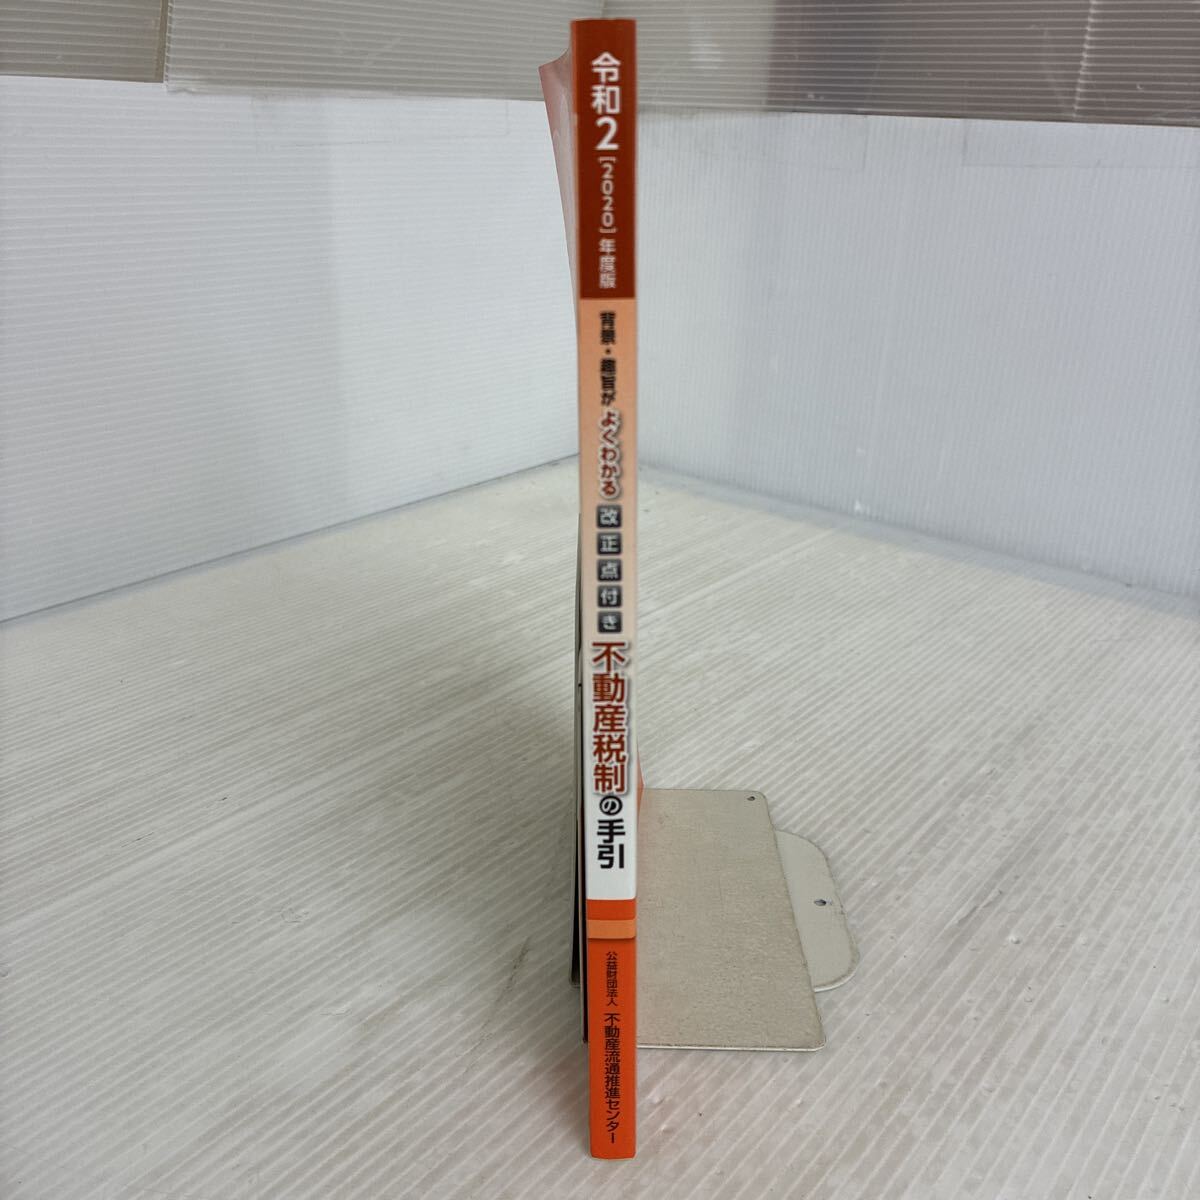 令和2[2020]年度版
背景・趣旨がよくわかる
改正点付き
不動産税制の手引
公益財団法人 不動産流通推進センター